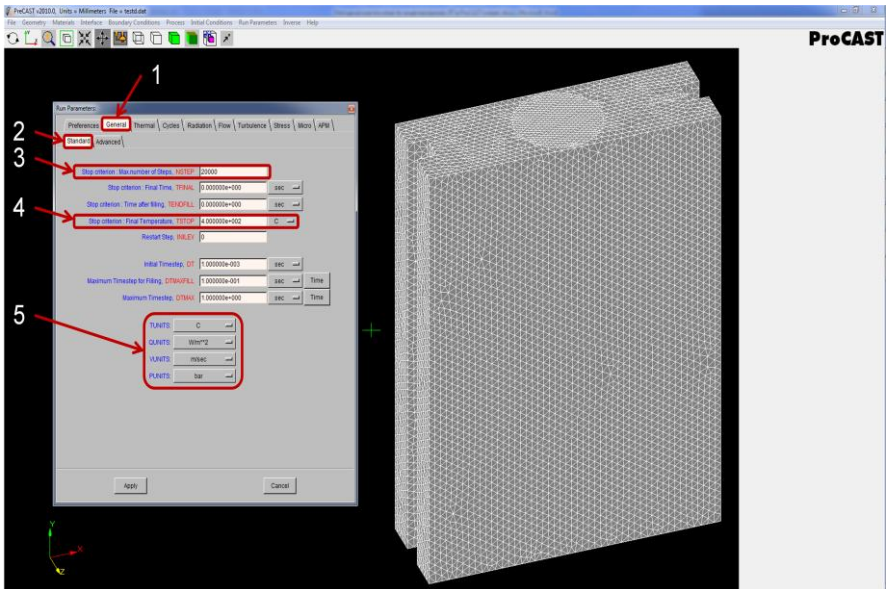 PreCAST v2010.0, Units = Millimeters File = testd.dat
File Geometry Materials Interface Boundary Conditions Process Initial Conditions Run Parameters Inverse Help
ProCAST
1
Run Parameters
Preferences General Thermal Cycles Radiation Flow Turbulence Stress Micro APM
2
Standard Advanced
3
Stop criterion : Max number of Steps, NSTEP 20000
Stop criterion : Final Time, TFINAL 0.000000e+000 sec
Stop criterion : Time after filling, TENDFILL 0.000000e+000 sec
4
Stop criterion : Final Temperature, TSTOP 4.000000e+002 C
Restart Step, INILEV 0
Initial Timestep, DT 1.000000e-003 sec
Maximum Timestep for Filling, DTMAXFILL 1.000000e-001 sec Time
Maximum Timestep, DTMAX 1.000000e+000 sec Time
5
TUNITS: C
QUNITS: W/m**2
VUNITS: m/sec
PUNITS: bar
Apply Cancel
Y
X
Z